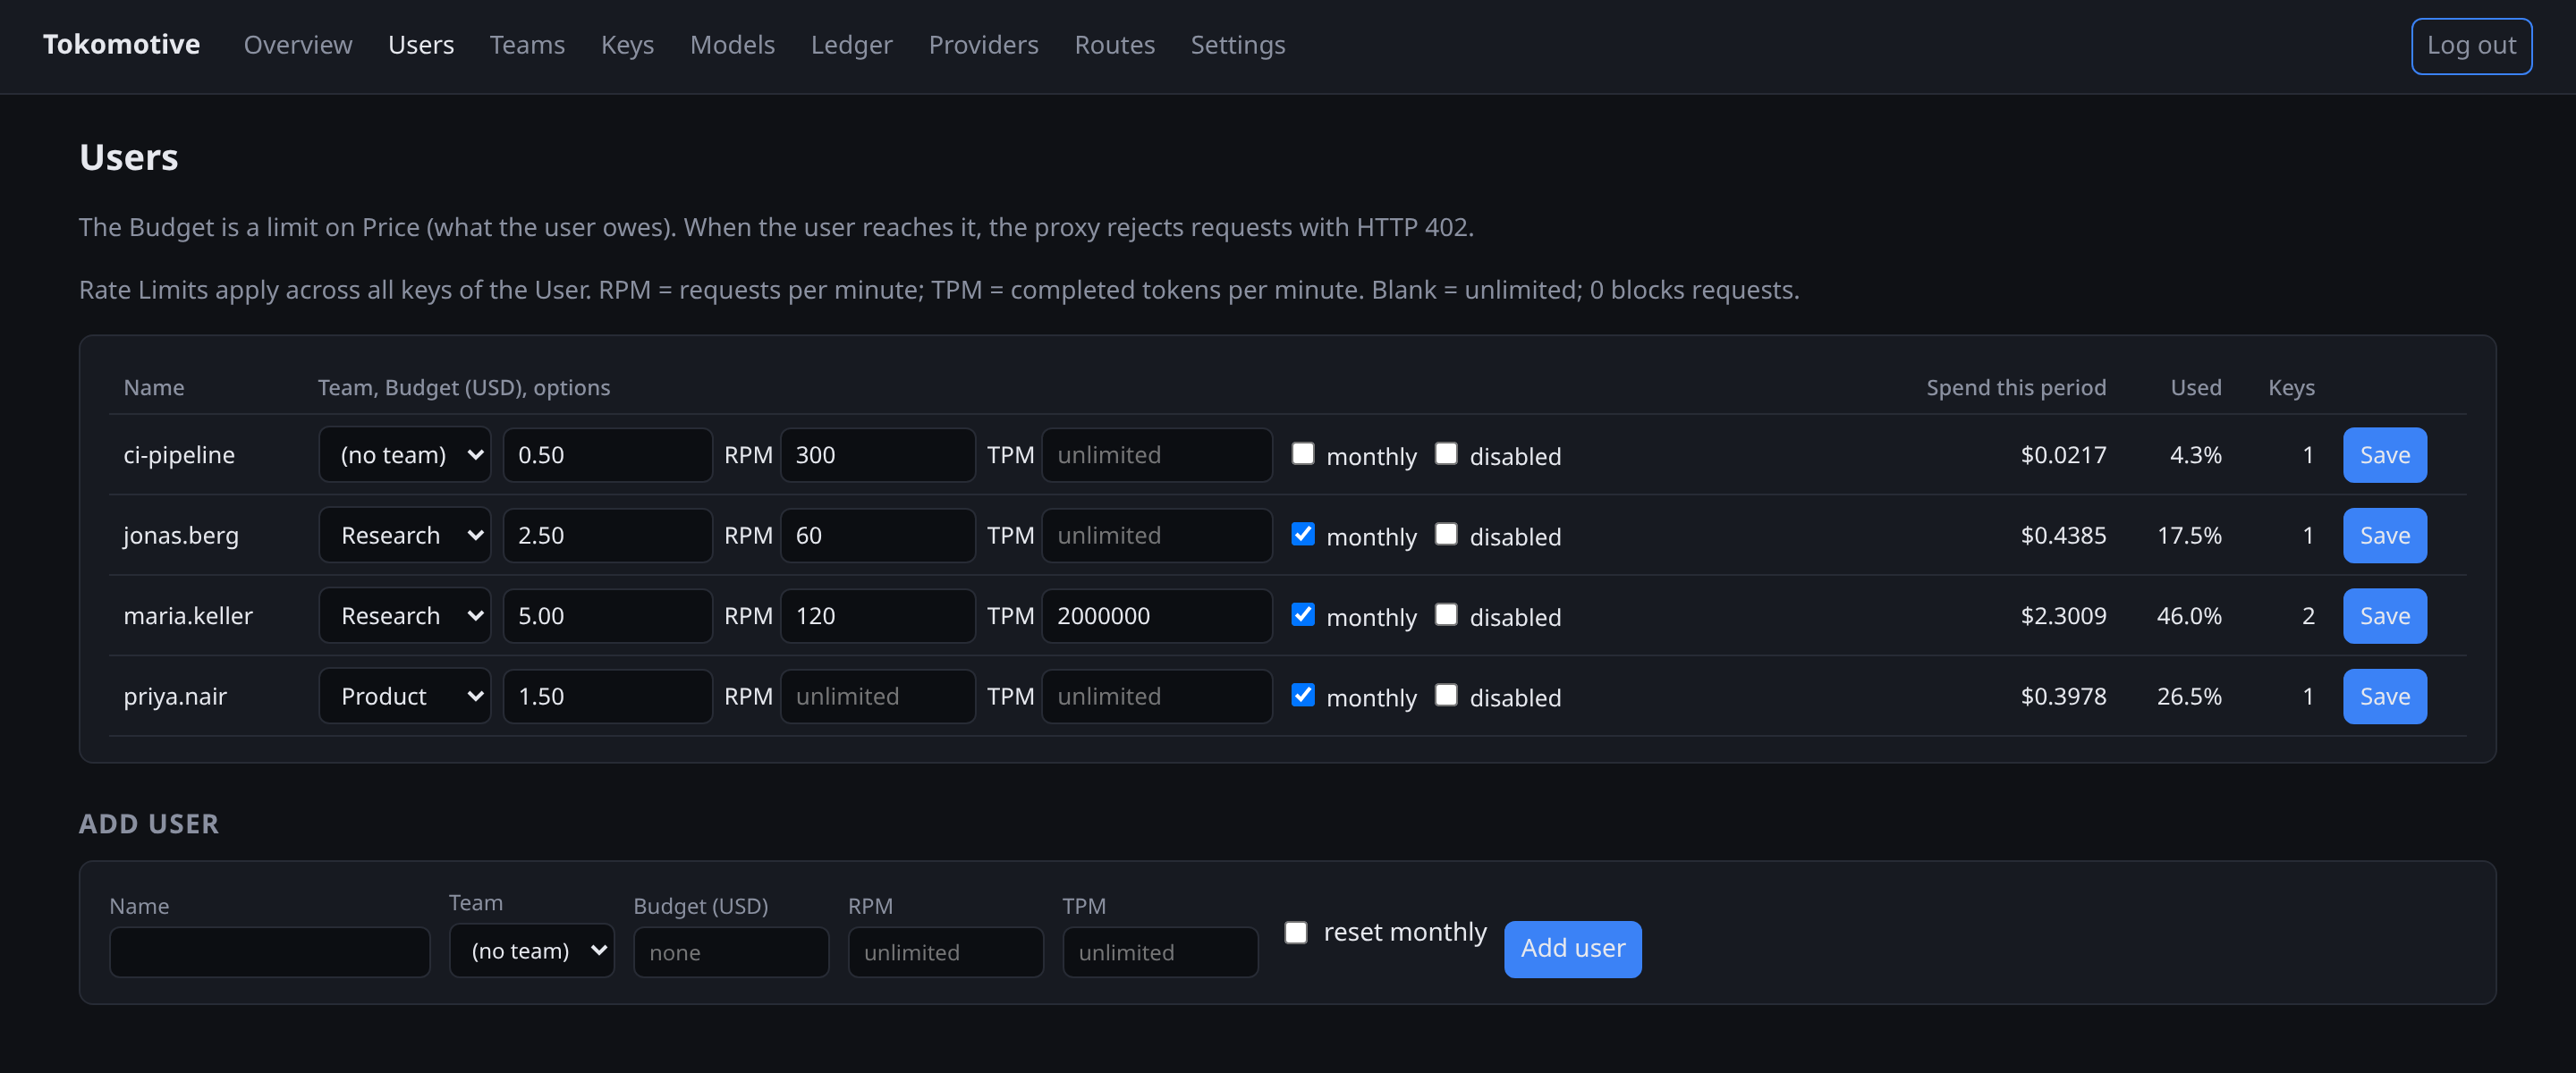 Tokomotive Overview Users Teams Keys Models Ledger Providers Routes Settings Log out
Users
The Budget is a limit on Price (what the user owes). When the user reaches it, the proxy rejects requests with HTTP 402.
Rate Limits apply across all keys of the User. RPM = requests per minute; TPM = completed tokens per minute. Blank = unlimited; 0 blocks requests.
Name Team, Budget (USD), options Spend this period Used Keys
ci-pipeline (no team) 0.50 RPM 300 TPM unlimited monthly disabled $0.0217 4.3% 1 Save
jonas.berg Research 2.50 RPM 60 TPM unlimited monthly disabled $0.4385 17.5% 1 Save
maria.keller Research 5.00 RPM 120 TPM 2000000 monthly disabled $2.3009 46.0% 2 Save
priya.nair Product 1.50 RPM unlimited TPM unlimited monthly disabled $0.3978 26.5% 1 Save
ADD USER
Name Team Budget (USD) RPM TPM
(no team) none unlimited unlimited reset monthly Add user